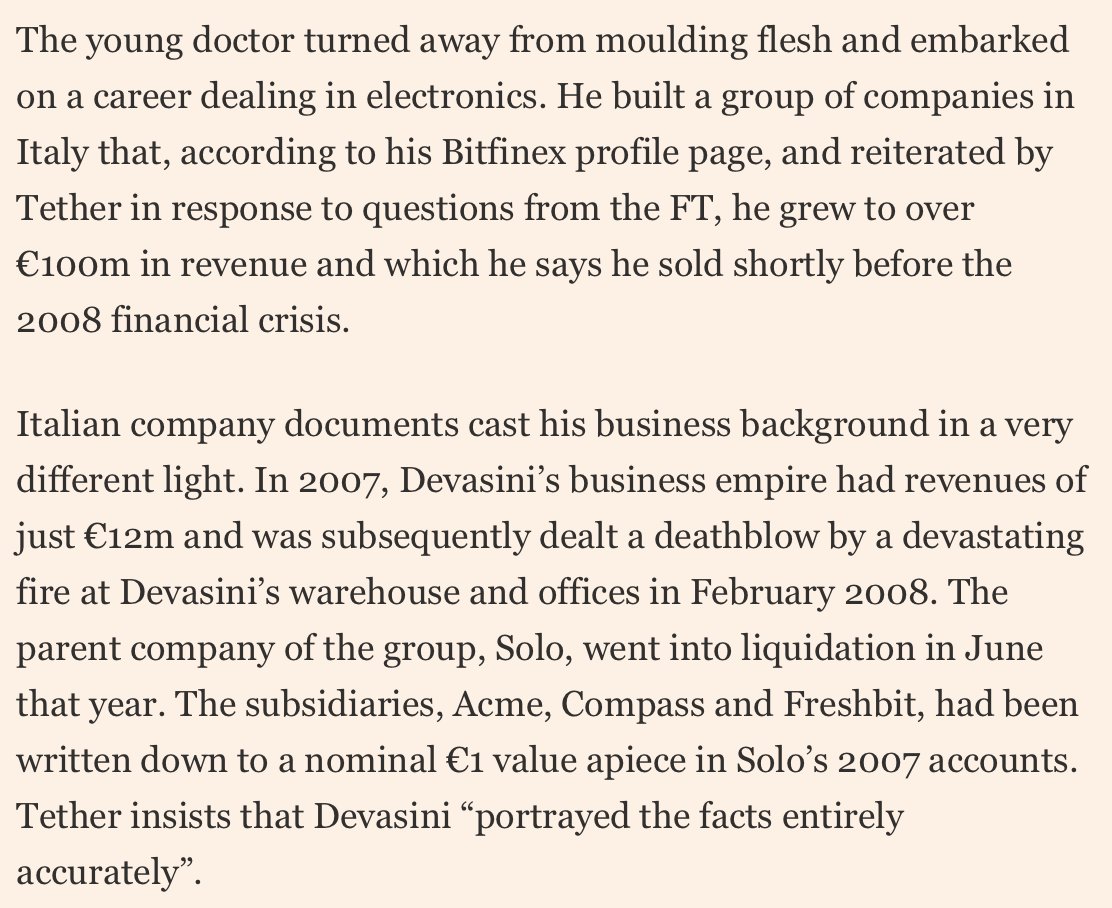 The young doctor turned away from moulding flesh and embarked
on a career dealing in electronics. He built a group of companies in
Italy that, according to his Bitfinex profile page, and reiterated by
Tether in response to questions from the FT, he grew to over
€100m in revenue and which he says he sold shortly before the
2008 financial crisis.
Italian company documents cast his business background in a very
different light. In 2007, Devasini’s business empire had revenues of
just €12m and was subsequently dealt a deathblow by a devastating
fire at Devasini’s warehouse and offices in February 2008. The
parent company of the group, Solo, went into liquidation in June
that year. The subsidiaries, Acme, Compass and Freshbit, had been
written down to a nominal €1 value apiece in Solo’s 2007 accounts.
Tether insists that Devasini “portrayed the facts entirely
accurately”.